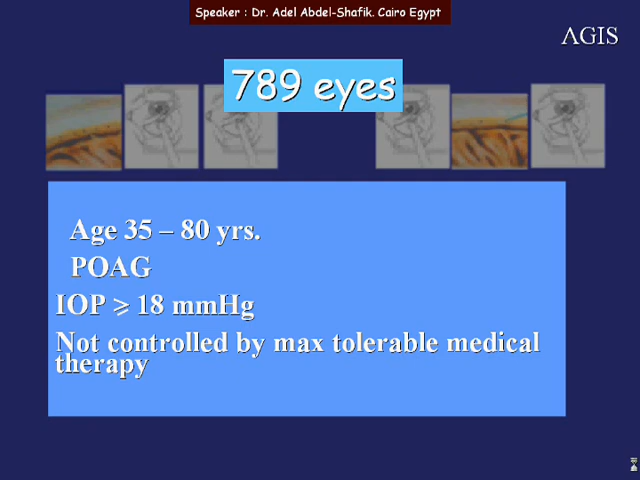 Speaker : Dr. Adel Abdel-Shafik. Cairo Egypt
AGIS
789 eyes
Age 35 – 80 yrs.
POAG
IOP ⩾ 18 mmHg
Not controlled by max tolerable medical
therapy